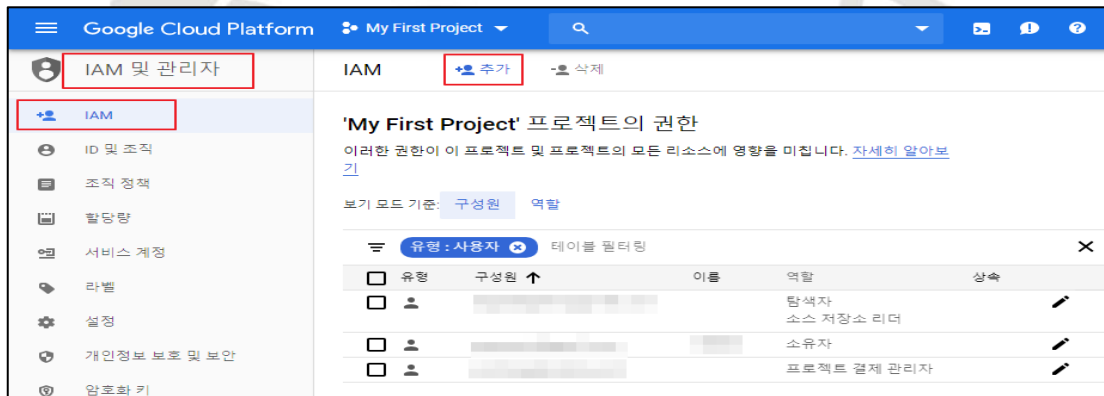 Google Cloud Platform My First Project
IAM 및 관리자
IAM 추가 삭제
IAM
ID 및 조직
조직 정책
할당량
서비스 계정
라벨
설정
개인정보 보호 및 보안
암호화 키
'My First Project' 프로젝트의 권한
이러한 권한이 이 프로젝트 및 프로젝트의 모든 리소스에 영향을 미칩니다. 자세히 알아보
기
보기 모드 기준: 구성원 역할
유형 : 사용자 테이블 필터링
유형 구성원 이름 역할 상속
탐색자
소스 저장소 리더
소유자
프로젝트 결제 관리자